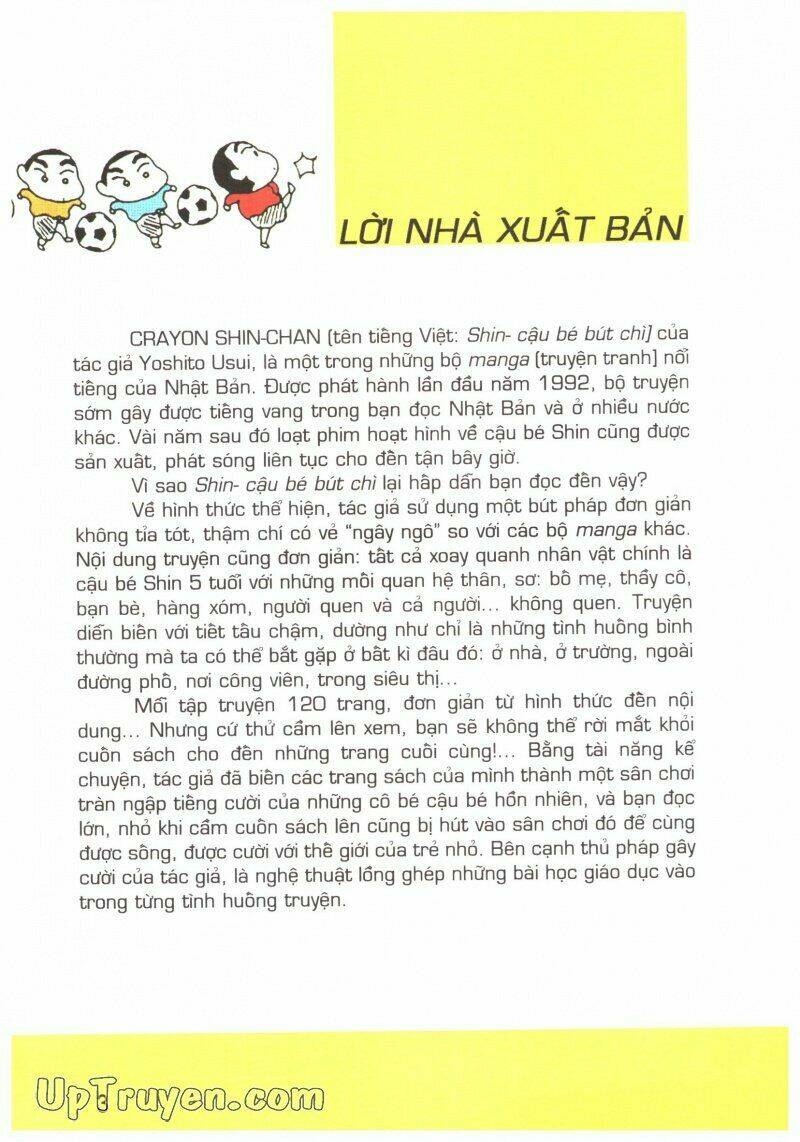 LỜI NHÀ XUẤT BẢN
CRAYON SHIN-CHAN (tên tiếng Việt: Shin- cậu bé bút chì) của
tác giả Yoshito Usui, là một trong những bộ manga (truyện tranh) nổi
tiếng của Nhật Bản. Được phát hành lần đầu năm 1992, bộ truyện
sớm gây được tiếng vang trong bạn đọc Nhật Bản và ở nhiều nước
khác. Vài năm sau đó loạt phim hoạt hình về cậu bé Shin cũng được
sản xuất, phát sóng liên tục cho đến tận bây giờ.
Vì sao Shin- cậu bé bút chì lại hấp dẫn bạn đọc đến vậy?
Về hình thức thể hiện, tác giả sử dụng một bút pháp đơn giản
không tỉa tót, thậm chí có vẻ "ngây ngô" so với các bộ manga khác.
Nội dung truyện cũng đơn giản: tất cả xoay quanh nhân vật chính là
cậu bé Shin 5 tuổi với những mối quan hệ thân, sơ: bố mẹ, thầy cô,
bạn bè, hàng xóm, người quen và cả người... không quen. Truyện
diễn biến với tiết tấu chậm, dường như chỉ là những tình huống bình
thường mà ta có thể bắt gặp ở bất kì đâu đó: ở nhà, ở trường, ngoài
đường phố, nơi công viên, trong siêu thị...
Mỗi tập truyện 120 trang, đơn giản từ hình thức đến nội
dung... Nhưng cứ thử cầm lên xem, bạn sẽ không thể rời mắt khỏi
cuốn sách cho đến những trang cuối cùng!... Bằng tài năng kể
chuyện, tác giả đã biến các trang sách của mình thành một sân chơi
tràn ngập tiếng cười của những cô bé cậu bé hồn nhiên, và bạn đọc
lớn, nhỏ khi cầm cuốn sách lên cũng bị hút vào sân chơi đó để cùng
được sống, được cười với thế giới của trẻ nhỏ. Bên cạnh thủ pháp gây
cười của tác giả, là nghệ thuật lồng ghép những bài học giáo dục vào
trong từng tình huống truyện.
3
UpTruyen.com